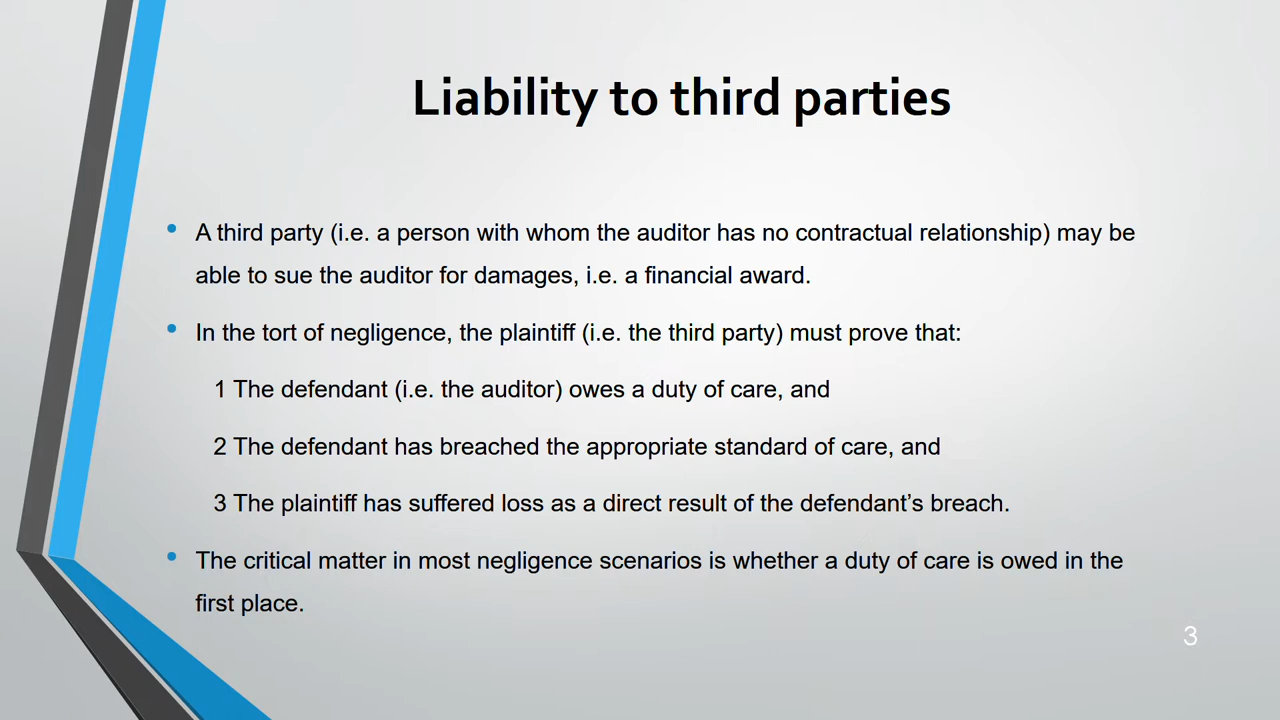 Liability to third parties
• A third party (i.e. a person with whom the auditor has no contractual relationship) may be
able to sue the auditor for damages, i.e. a financial award.
• In the tort of negligence, the plaintiff (i.e. the third party) must prove that:
1 The defendant (i.e. the auditor) owes a duty of care, and
2 The defendant has breached the appropriate standard of care, and
3 The plaintiff has suffered loss as a direct result of the defendant’s breach.
• The critical matter in most negligence scenarios is whether a duty of care is owed in the
first place.
3